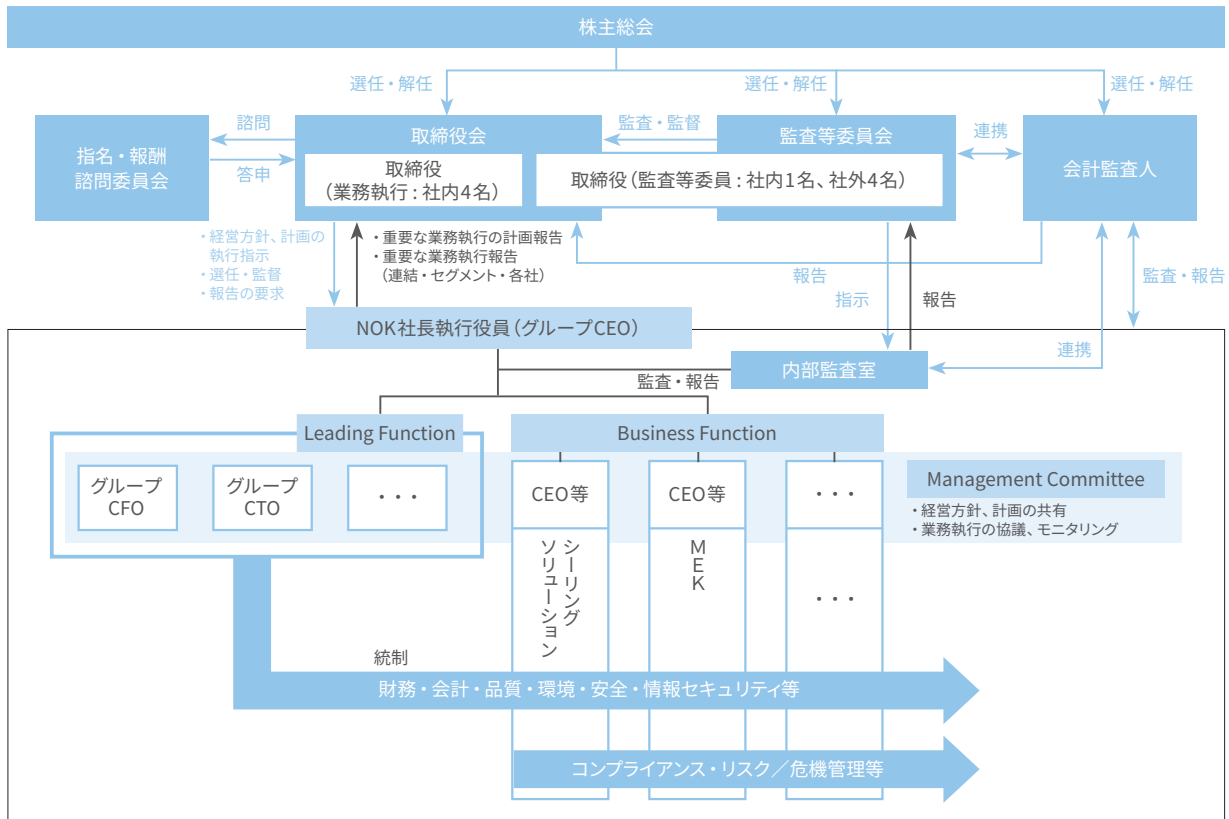 株主総会
選任・解任
選任・解任
選任・解任
指名・報酬
諮問委員会
諮問
答申
取締役会
取締役
（業務執行：社内4名）
監査・監督
監査等委員会
取締役（監査等委員：社内1名、社外4名）
連携
会計監査人
・経営方針、計画の
執行指示
・選任・監督
・報告の要求
・重要な業務執行の計画報告
・重要な業務執行報告
（連結・セグメント・各社）
報告
指示
報告
監査・報告
NOK社長執行役員（グループCEO）
連携
内部監査室
監査・報告
Leading Function
Business Function
グループ
CFO
グループ
CTO
・・・
CEO等
CEO等
・・・
Management Committee
・経営方針、計画の共有
・業務執行の協議、モニタリング
シーリング
ソリューション
MEK
・・・
統制
財務・会計・品質・環境・安全・情報セキュリティ等
コンプライアンス・リスク／危機管理等